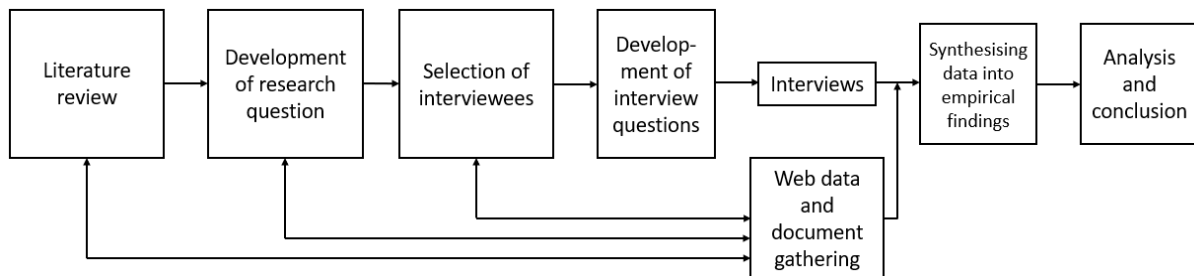 Literature
review
Development
of research
question
Selection of
interviewees
Develop-
ment of
interview
questions
Interviews
Synthesising
data into
empirical
findings
Analysis
and
conclusion
Web data
and
document
gathering